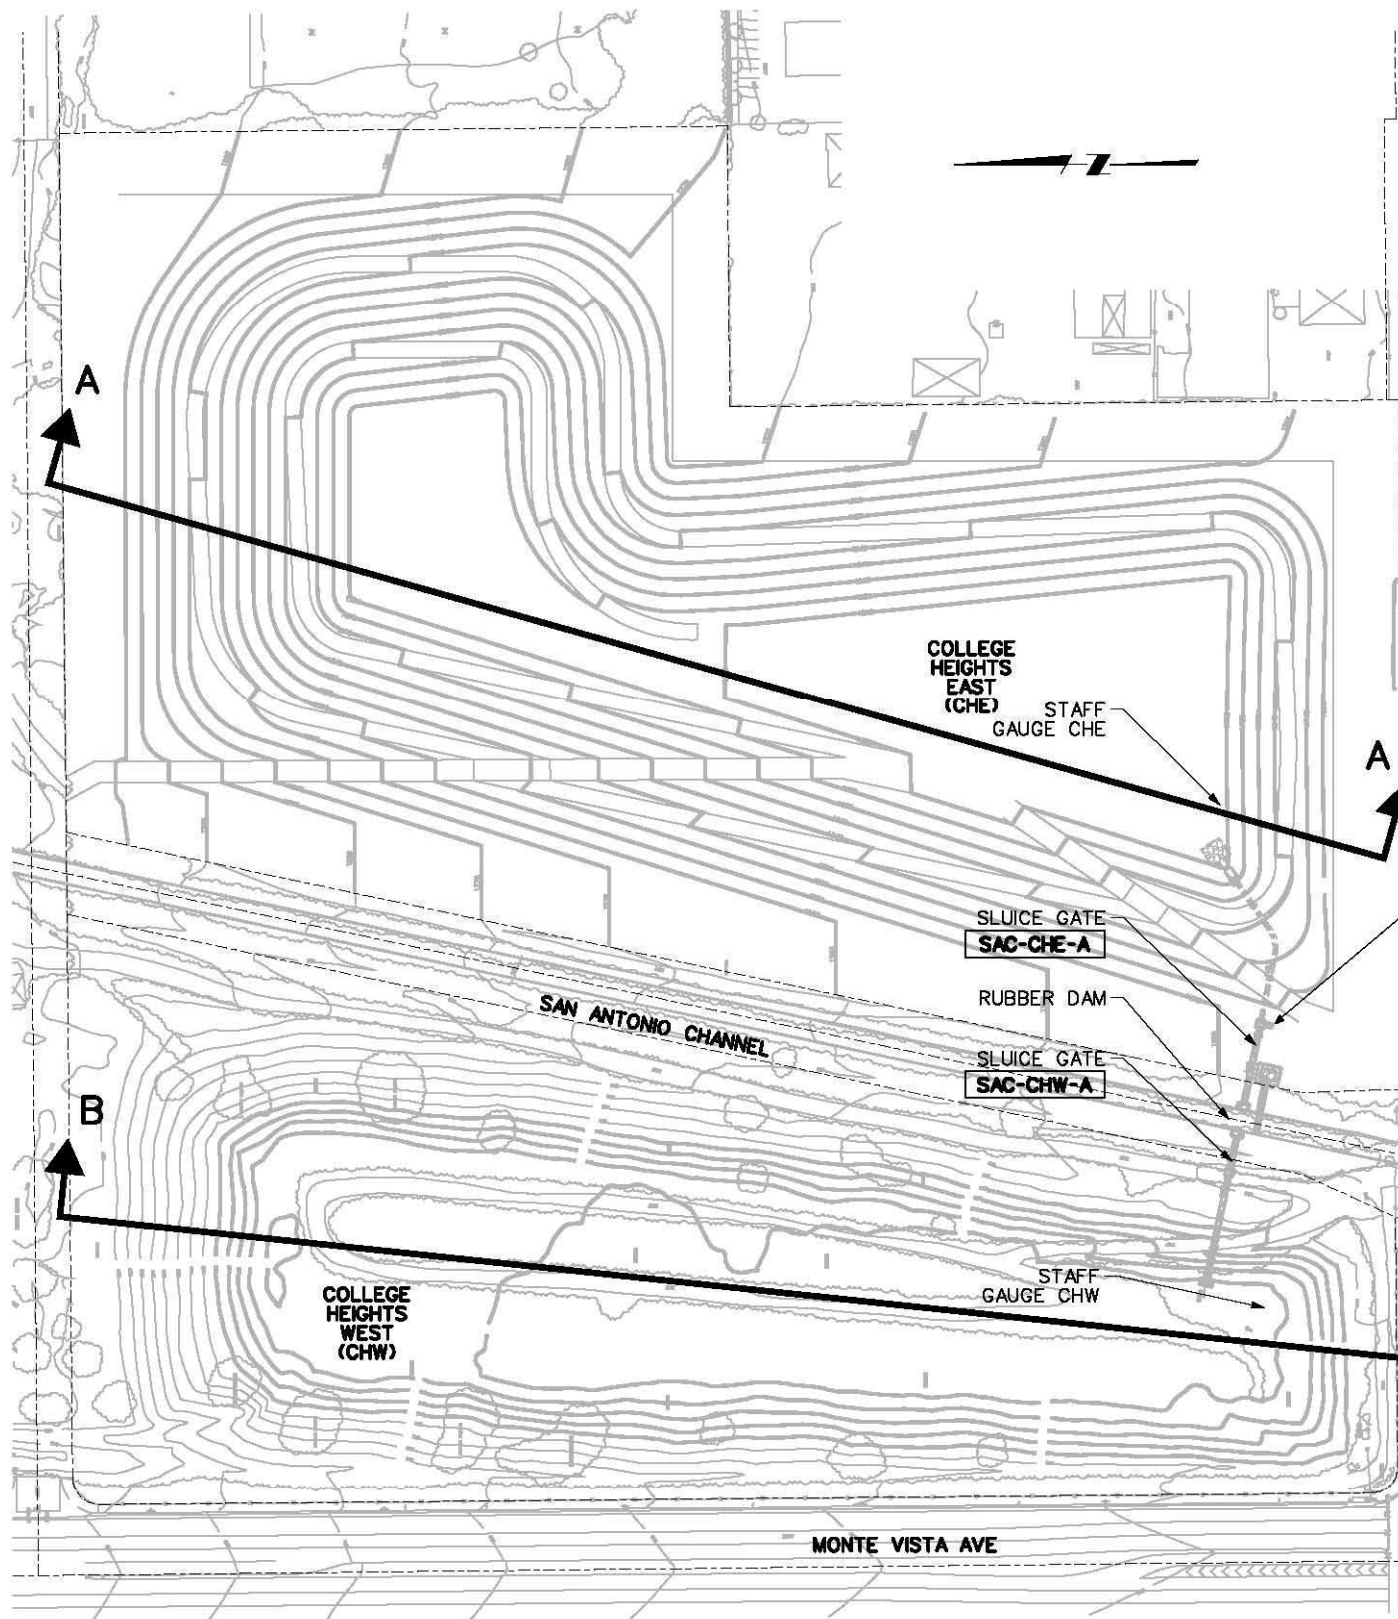 Z
A
COLLEGE
HEIGHTS
EAST
(CHE)
STAFF
GAUGE CHE
A
SLUICE GATE
SAC-CHE-A
RUBBER DAM
SAN ANTONIO CHANNEL
SLUICE GATE
SAC-CHW-A
B
STAFF
GAUGE CHW
COLLEGE
HEIGHTS
WEST
(CHW)
MONTE VISTA AVE